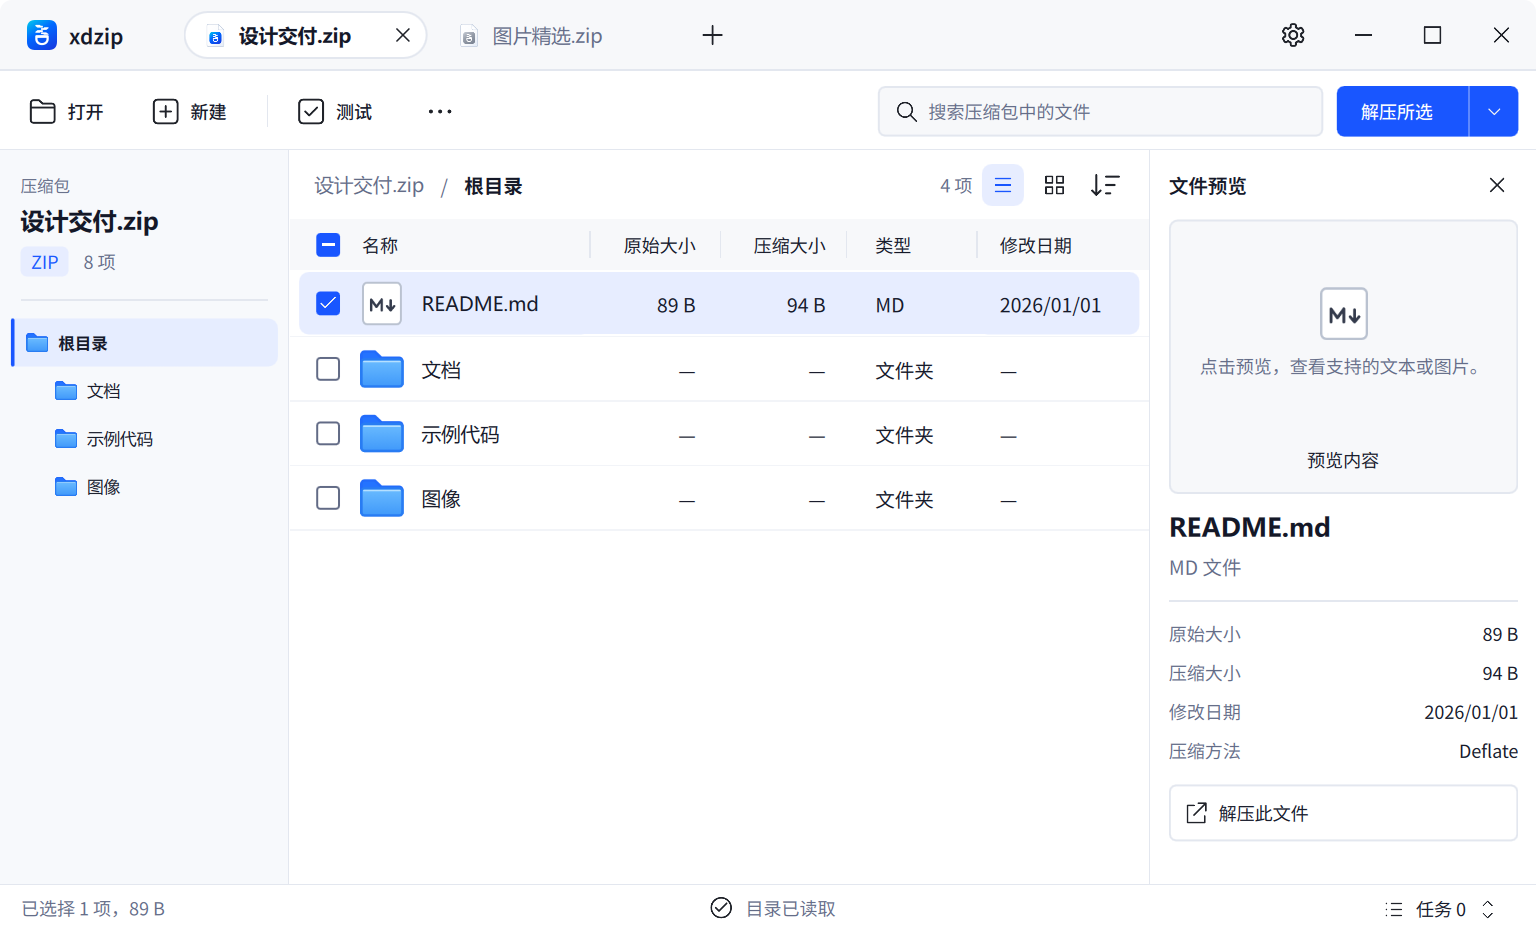 xdzip
设计交付.zip
图片精选.zip
打开
新建
测试
搜索压缩包中的文件
解压所选
压缩包
设计交付.zip
ZIP 8 项
根目录
文档
示例代码
图像
设计交付.zip / 根目录
4 项
名称 原始大小 压缩大小 类型 修改日期
M↓ README.md 89 B 94 B MD 2026/01/01
文档 — — 文件夹 —
示例代码 — — 文件夹 —
图像 — — 文件夹 —
文件预览
M↓
点击预览，查看支持的文本或图片。
预览内容
README.md
MD 文件
原始大小 89 B
压缩大小 94 B
修改日期 2026/01/01
压缩方法 Deflate
解压此文件
已选择 1 项，89 B
目录已读取
任务 0